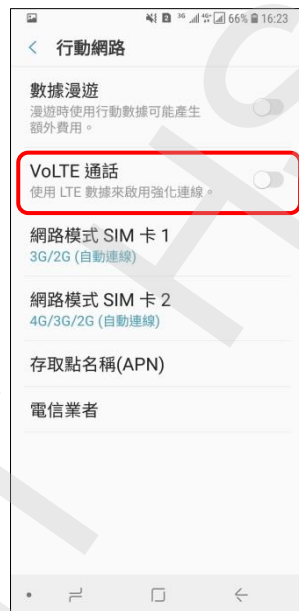 3G 4G+ 66% 16:23
行動網路
數據漫遊
漫遊時使用行動數據可能產生
額外費用。
VoLTE 通話
使用 LTE 數據來啟用強化連線。
網路模式 SIM 卡 1
3G/2G (自動連線)
網路模式 SIM 卡 2
4G/3G/2G (自動連線)
存取點名稱(APN)
電信業者